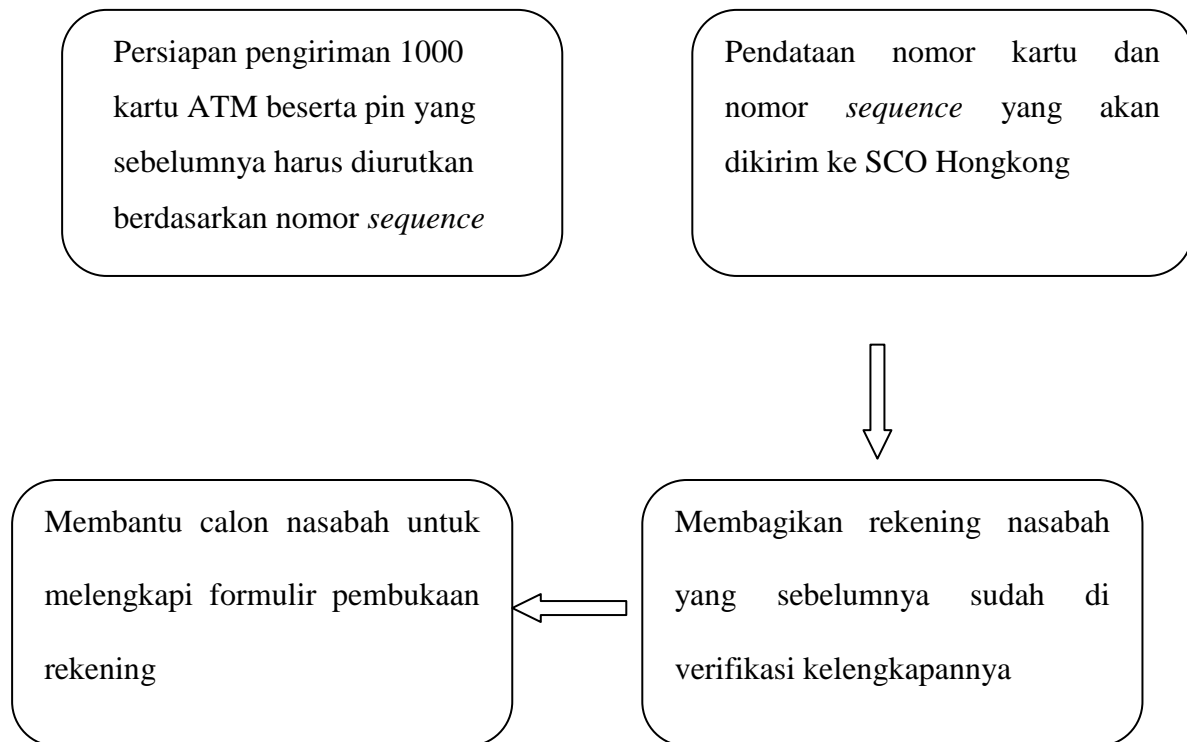 Persiapan pengiriman 1000
kartu ATM beserta pin yang
sebelumnya harus diurutkan
berdasarkan nomor sequence
Pendataan nomor kartu dan
nomor sequence yang akan
dikirim ke SCO Hongkong
Membantu calon nasabah untuk
melengkapi formulir pembukaan
rekening
Membagikan rekening nasabah
yang sebelumnya sudah di
verifikasi kelengkapannya